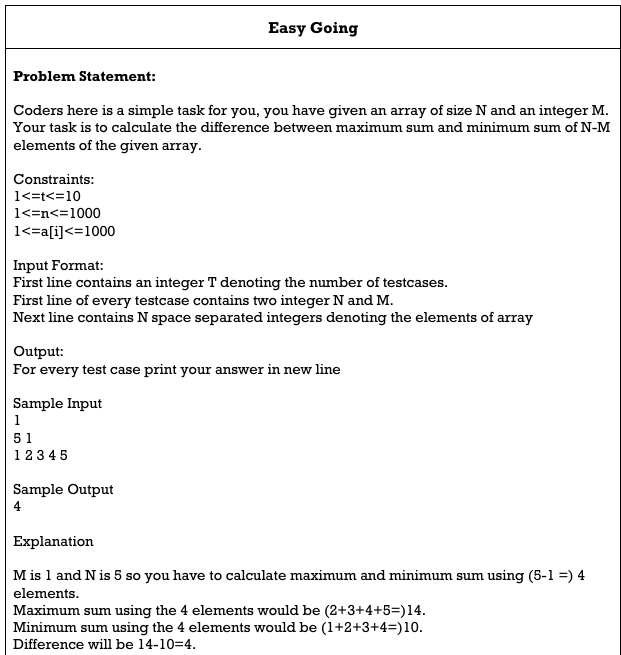 Easy Going
Problem Statement:
Coders here is a simple task for you, you have given an array of size N and an integer M.
Your task is to calculate the difference between maximum sum and minimum sum of N-M
elements of the given array.
Constraints:
1<=t<=10
1<=n<=1000
1<=a[i]<=1000
Input Format:
First line contains an integer T denoting the number of testcases.
First line of every testcase contains two integer N and M.
Next line contains N space separated integers denoting the elements of array
Output:
For every test case print your answer in new line
Sample Input
1
5 1
1 2 3 4 5
Sample Output
4
Explanation
M is 1 and N is 5 so you have to calculate maximum and minimum sum using (5-1 =) 4
elements.
Maximum sum using the 4 elements would be (2+3+4+5=)14.
Minimum sum using the 4 elements would be (1+2+3+4=)10.
Difference will be 14-10=4.